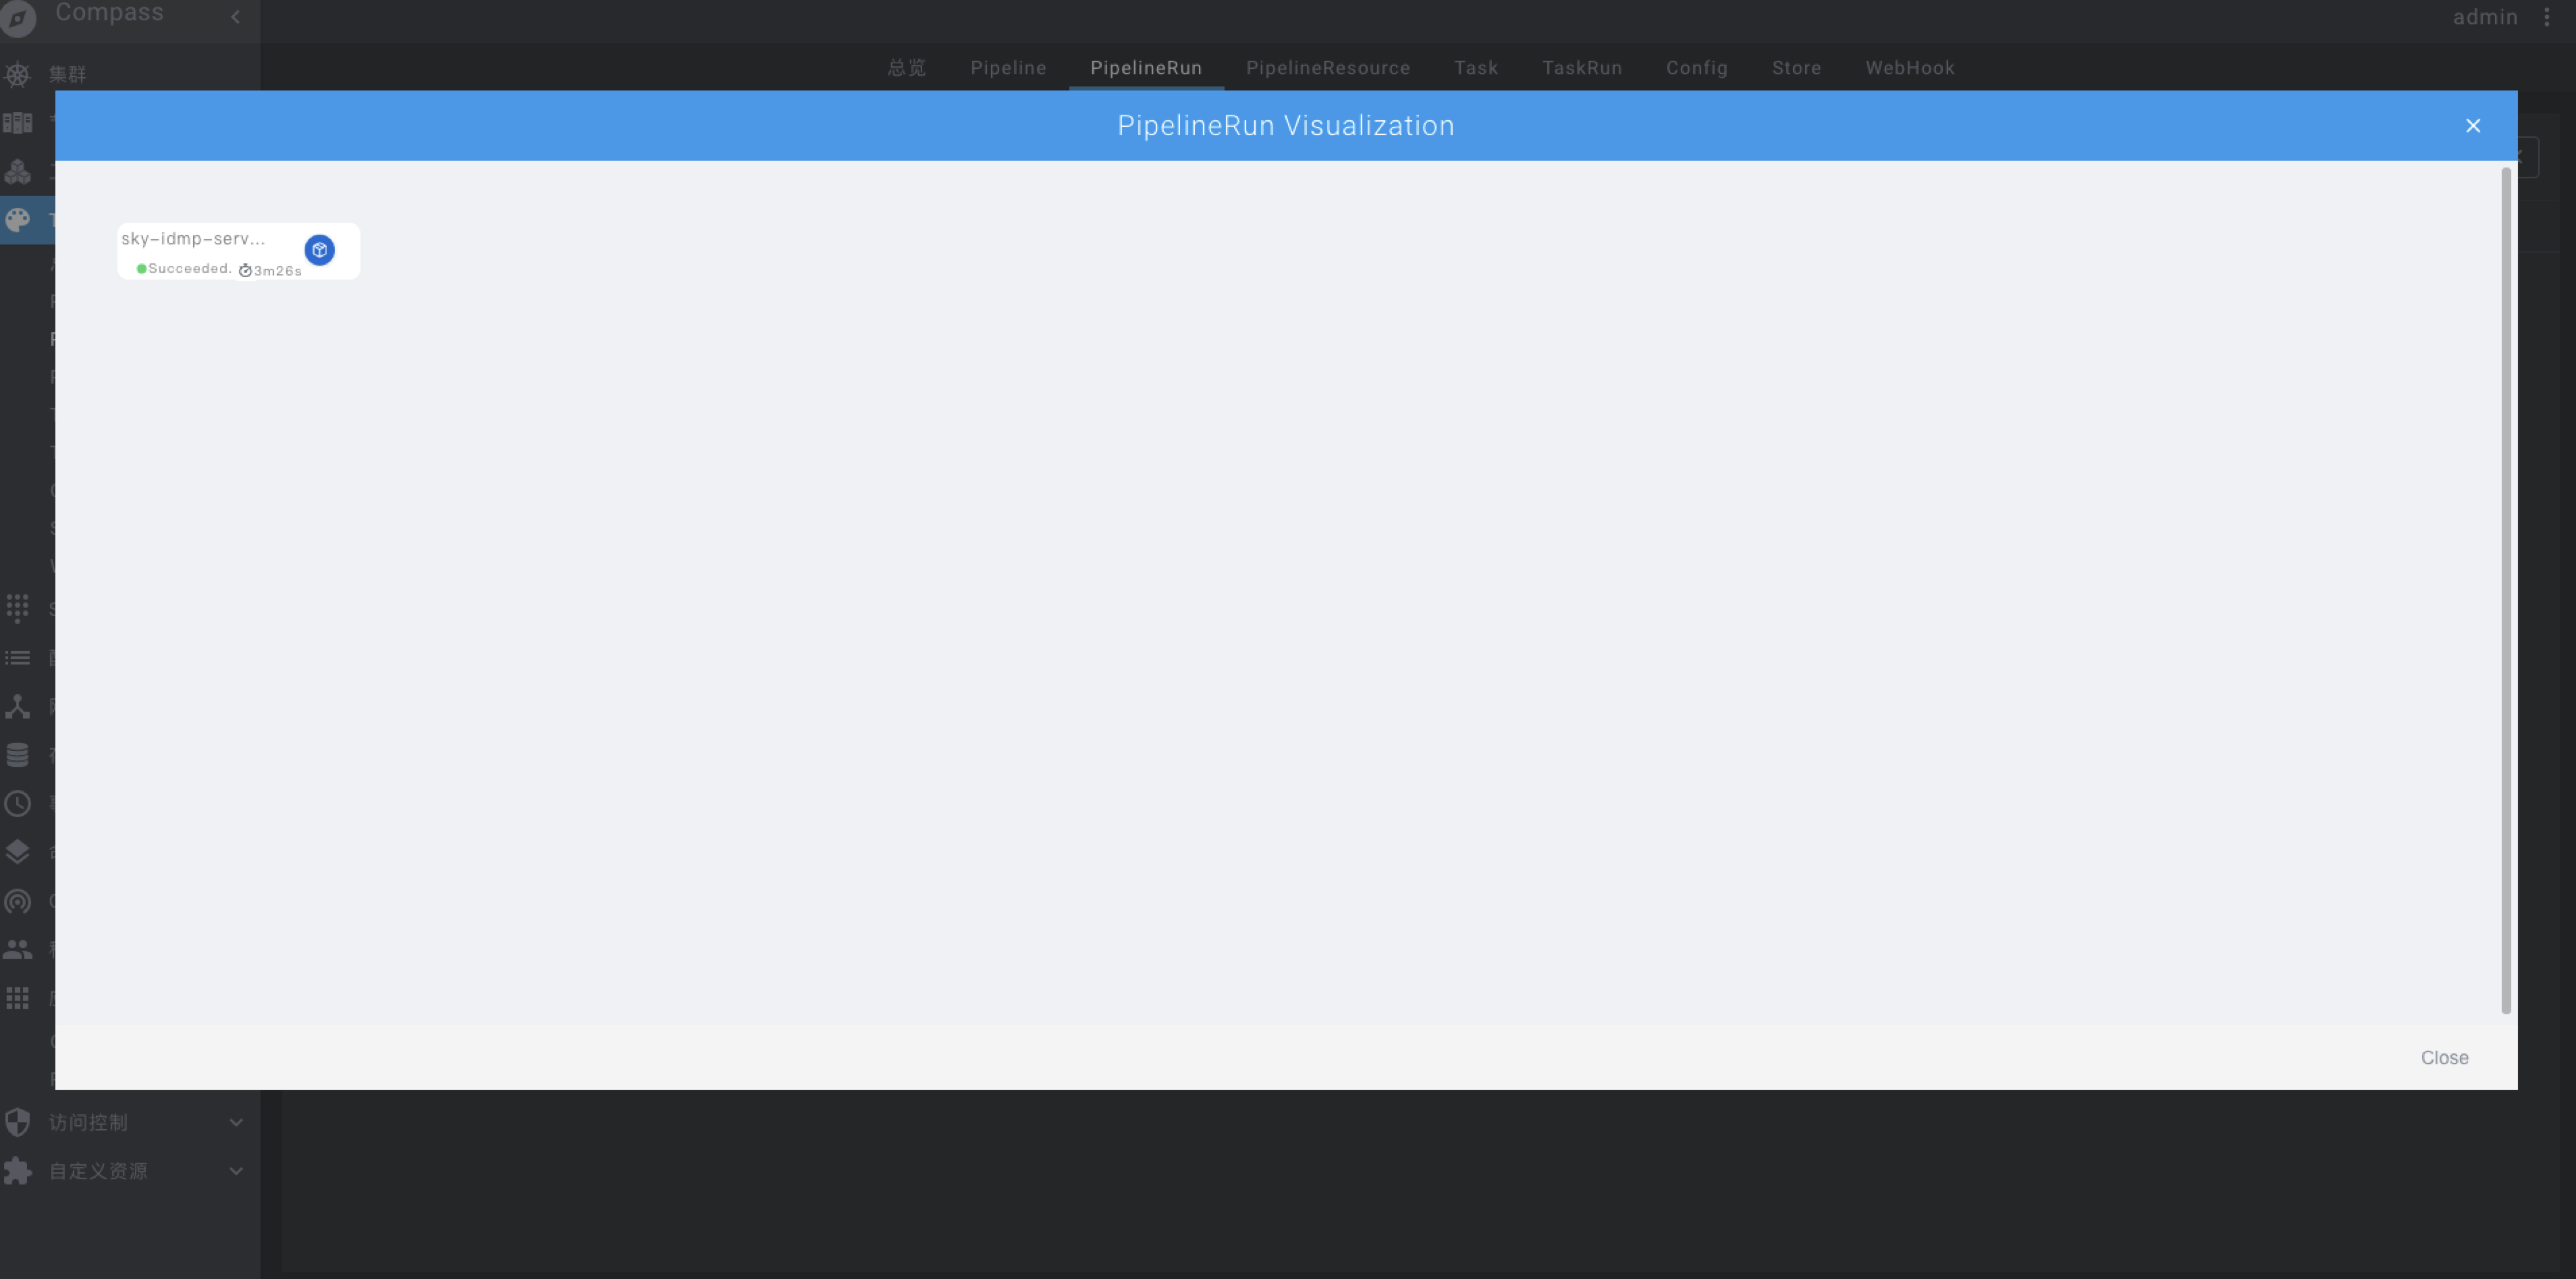 Compass
admin
集群
总览 Pipeline PipelineRun PipelineResource Task TaskRun Config Store WebHook
PipelineRun Visualization
sky-idmp-serv...
Succeeded. 3m26s
Close
访问控制
自定义资源